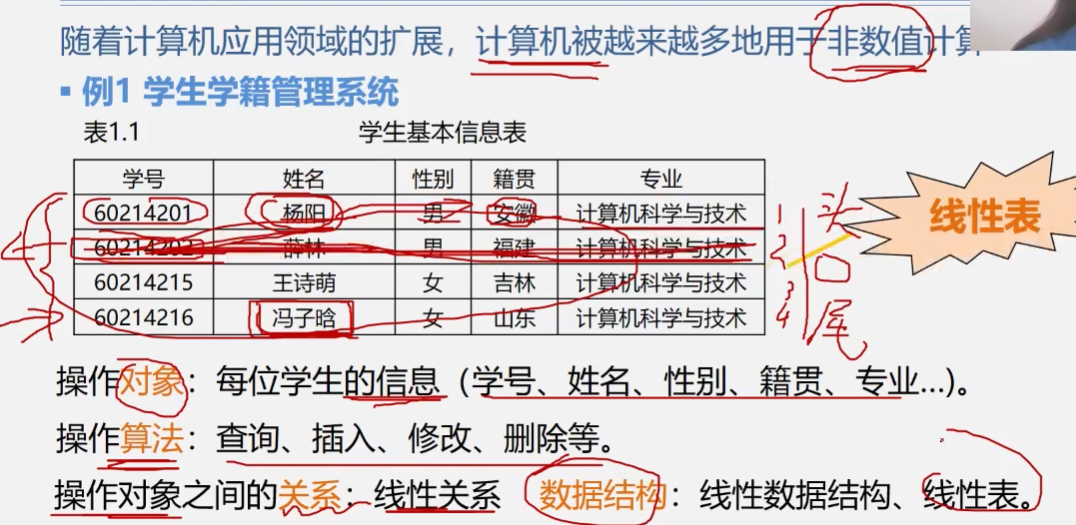 随着计算机应用领域的扩展，计算机被越来越多地用于非数值计算
▪ 例1 学生学籍管理系统
表1.1 学生基本信息表
学号 姓名 性别 籍贯 专业
60214201 杨阳 男 安徽 计算机科学与技术 1 头
60214202 薛林 男 福建 计算机科学与技术 2
60214215 王诗萌 女 吉林 计算机科学与技术 3
60214216 冯子晗 女 山东 计算机科学与技术 4 尾
线性表
操作对象：每位学生的信息（学号、姓名、性别、籍贯、专业...）。
操作算法：查询、插入、修改、删除等。
操作对象之间的关系：线性关系 数据结构：线性数据结构、线性表。